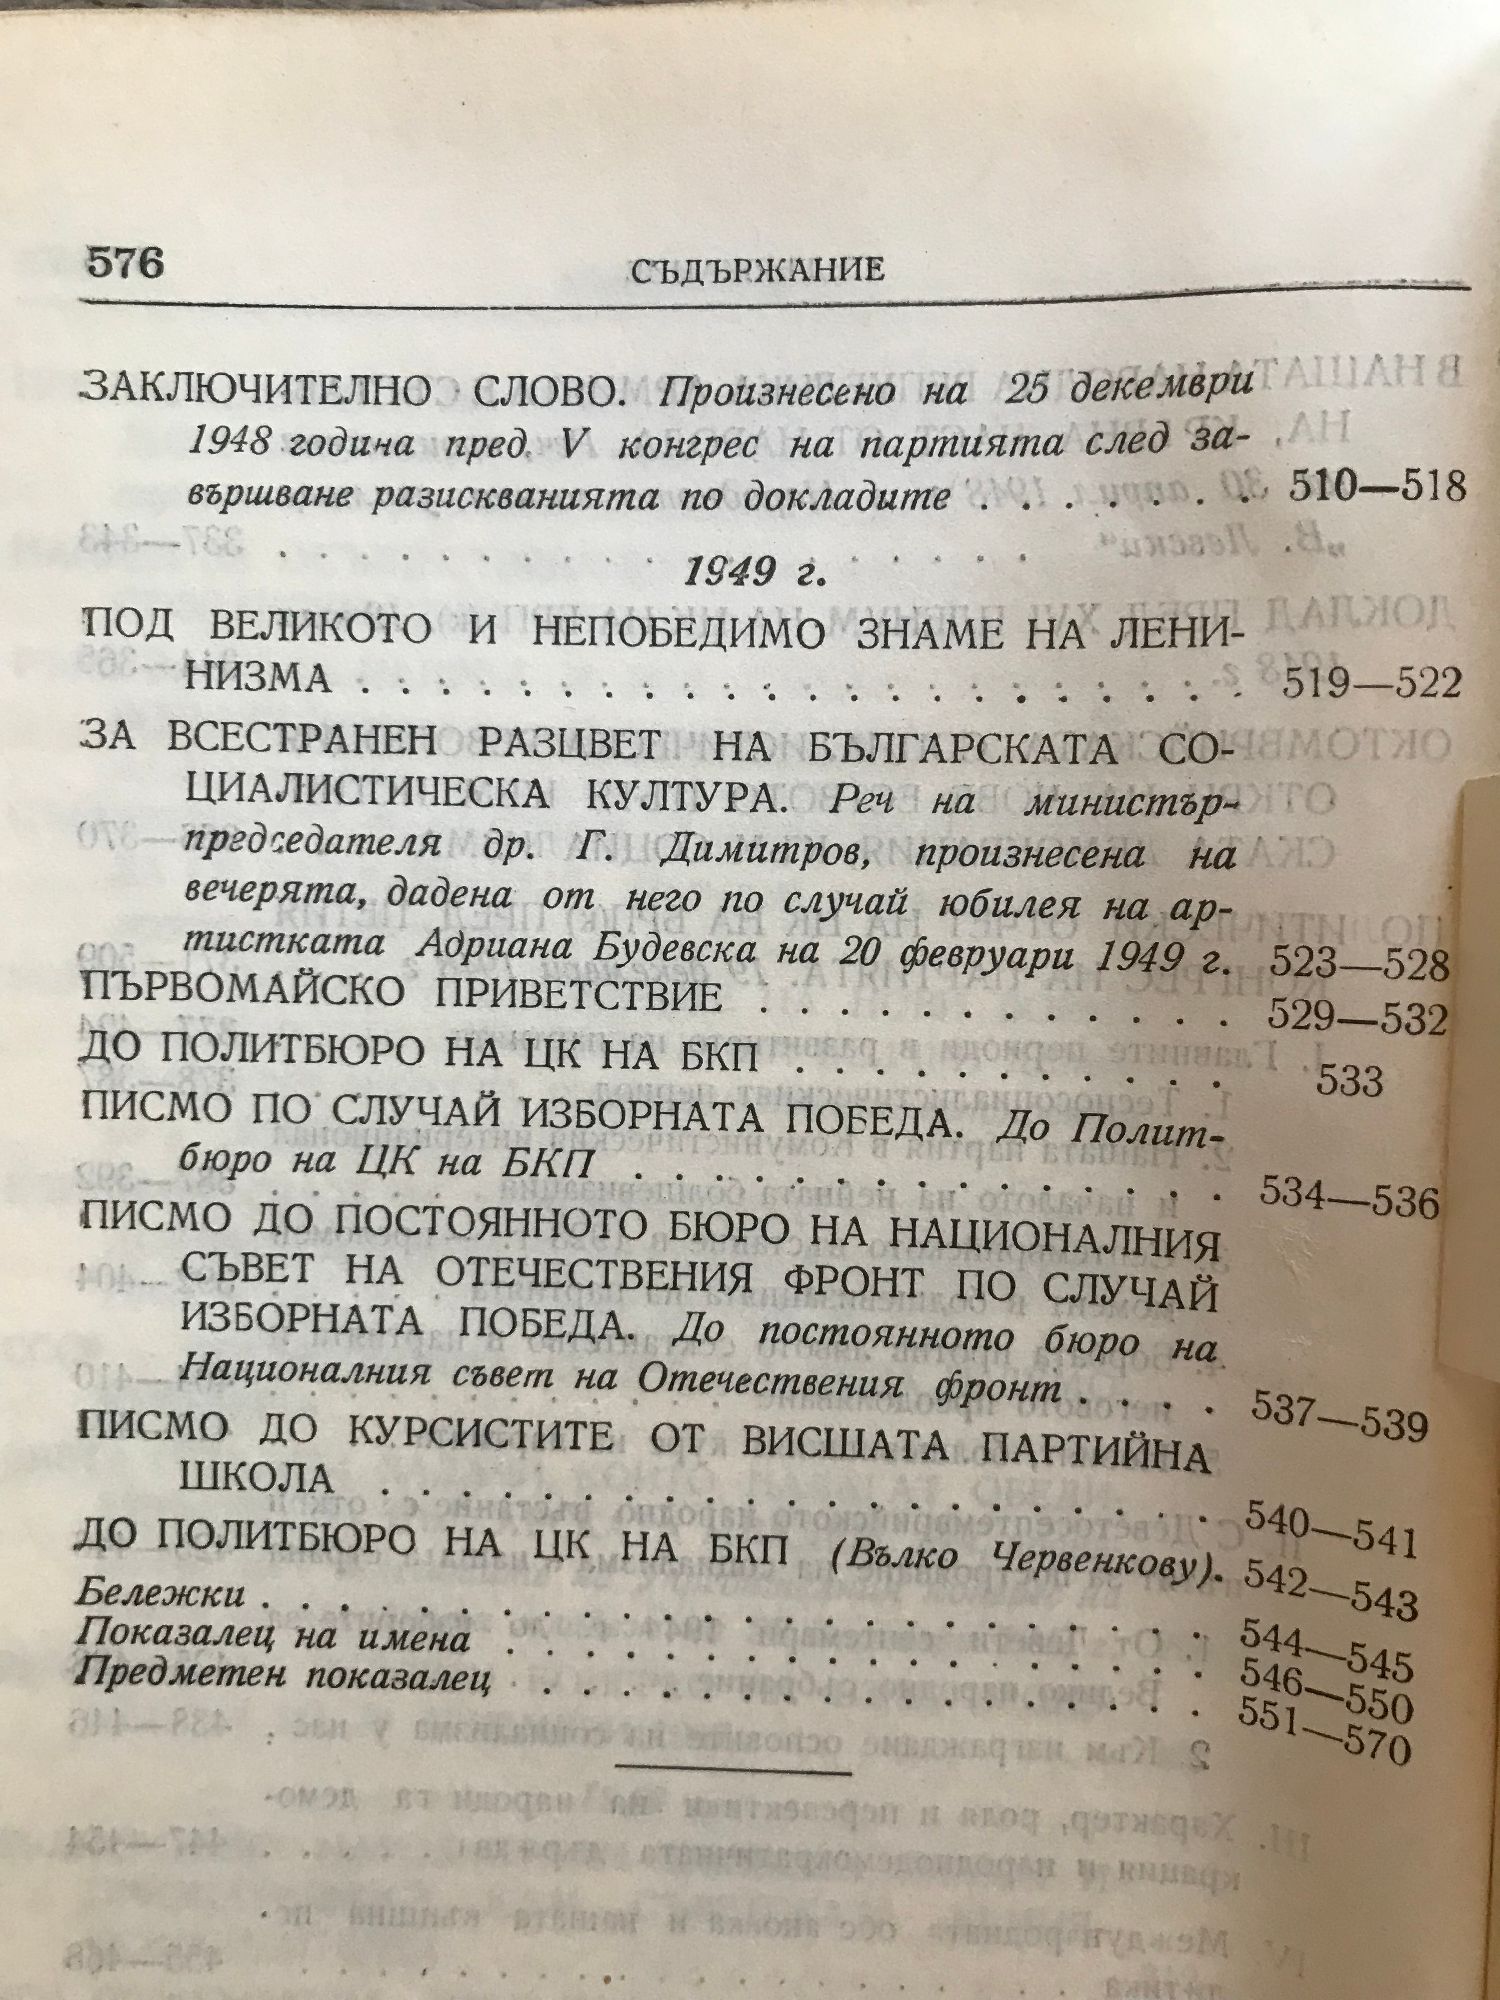 576 СЪДЪРЖАНИЕ
ЗАКЛЮЧИТЕЛНО СЛОВО. Произнесено на 25 декември
1948 година пред V конгрес на партията след за-
вършване разискванията по докладите . . . . . . . 510—518
1949 г.
ПОД ВЕЛИКОТО И НЕПОБЕДИМО ЗНАМЕ НА ЛЕНИ-
НИЗМА . . . . . . . . . . . . . . . . . . . . . . 519—522
ЗА ВСЕСТРАНЕН РАЗЦВЕТ НА БЪЛГАРСКАТА СО-
ЦИАЛИСТИЧЕСКА КУЛТУРА. Реч на министър-
председателя др. Г. Димитров, произнесена на
вечерята, дадена от него по случай юбилея на ар-
тистката Адриана Будевска на 20 февруари 1949 г. 523—528
ПЪРВОМАЙСКО ПРИВЕТСТВИЕ . . . . . . . . . . . . 529—532
ДО ПОЛИТБЮРО НА ЦК НА БКП . . . . . . . . . . . 533
ПИСМО ПО СЛУЧАЙ ИЗБОРНАТА ПОБЕДА. До Полит-
бюро на ЦК на БКП . . . . . . . . . . . . . . . 534—536
ПИСМО ДО ПОСТОЯННОТО БЮРО НА НАЦИОНАЛНИЯ
СЪВЕТ НА ОТЕЧЕСТВЕНИЯ ФРОНТ ПО СЛУЧАЙ
ИЗБОРНАТА ПОБЕДА. До постоянното бюро на
Националния съвет на Отечествения фронт . . . . 537—539
ПИСМО ДО КУРСИСТИТЕ ОТ ВИСШАТА ПАРТИЙНА
ШКОЛА . . . . . . . . . . . . . . . . . . . . . 540—541
ДО ПОЛИТБЮРО НА ЦК НА БКП (Вълко Червенкову). 542—543
Бележки . . . . . . . . . . . . . . . . . . . . . . . . 544—545
Показалец на имена . . . . . . . . . . . . . . . . . . 546—550
Предметен показалец . . . . . . . . . . . . . . . . . 551—570